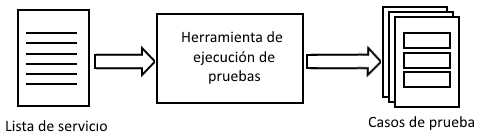 Herramienta de
ejecución de
pruebas
Lista de servicio
Casos de prueba